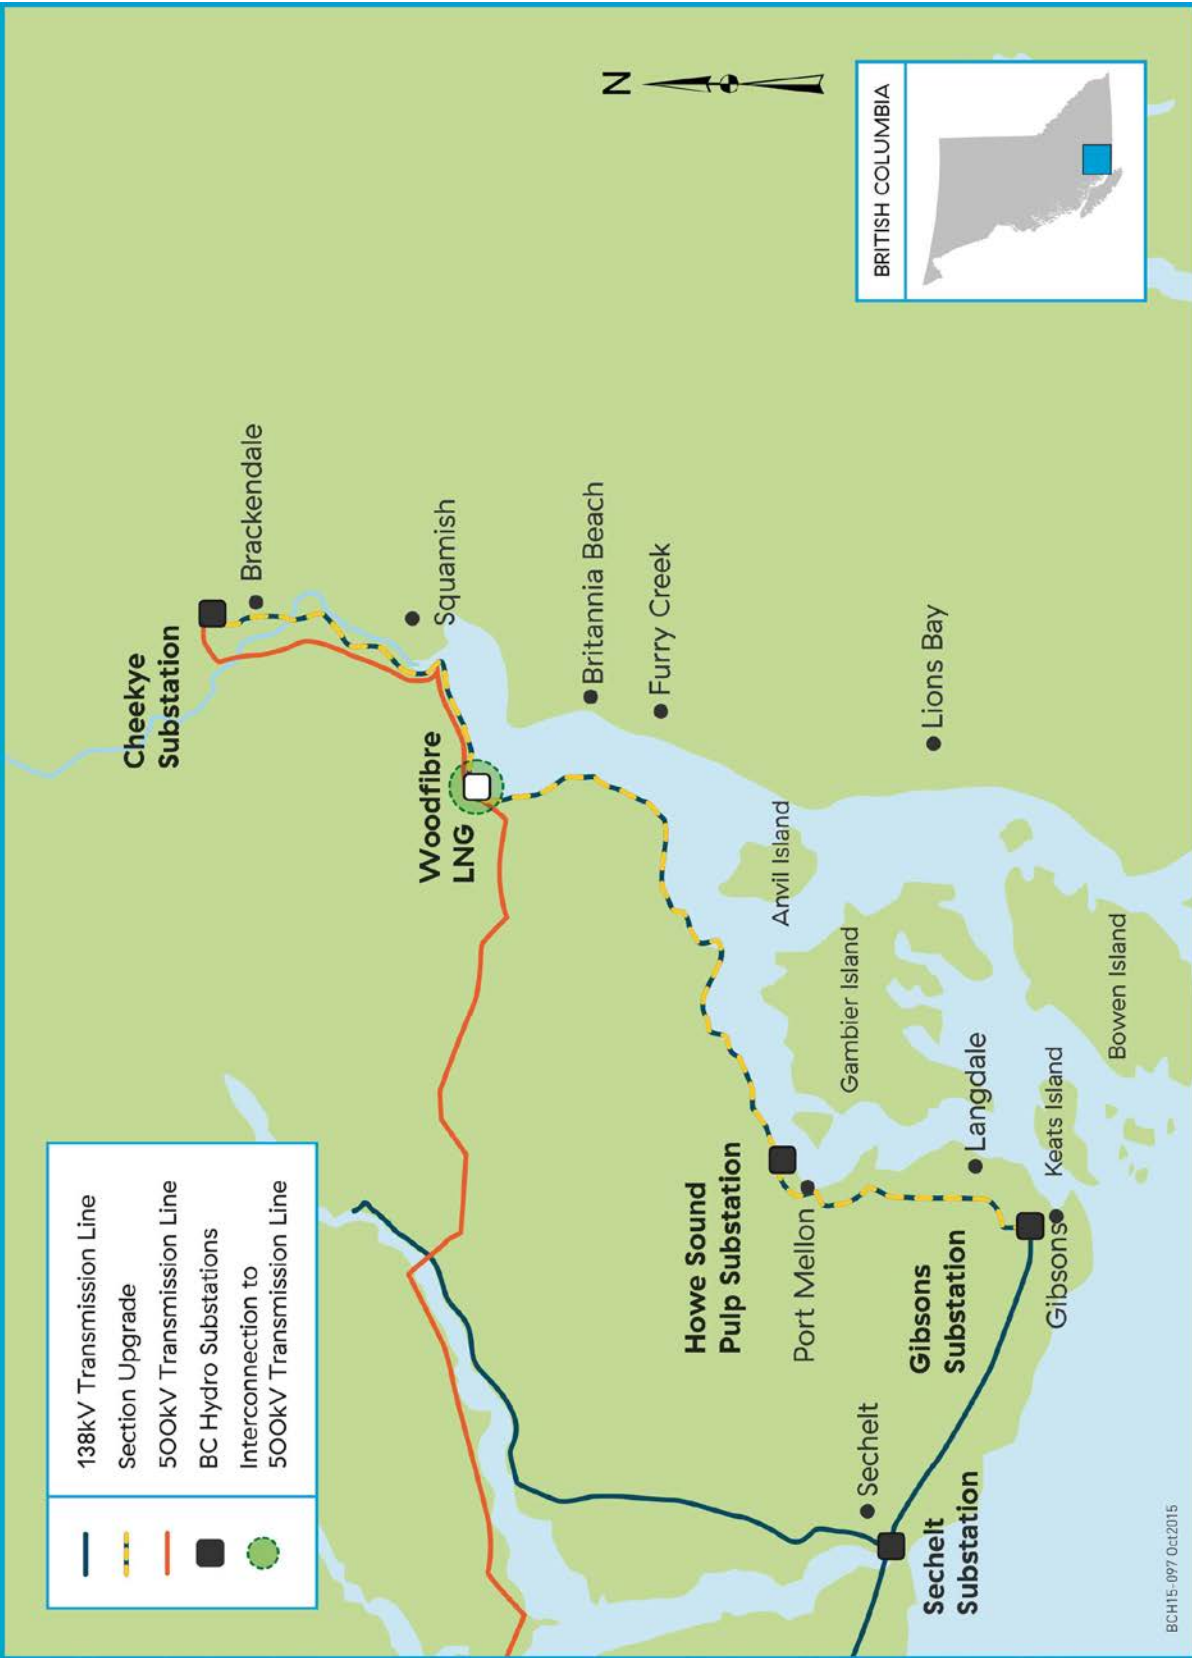 138kV Transmission Line
Section Upgrade
500kV Transmission Line
BC Hydro Substations
Interconnection to
500kV Transmission Line
Cheekye
Substation
Brackendale
Squamish
Woodfibre
LNG
Britannia Beach
Furry Creek
Lions Bay
Anvil Island
Gambier Island
Bowen Island
Howe Sound
Pulp Substation
Port Mellon
Langdale
Keats Island
Gibsons
Substation
Gibsons
Sechelt
Sechelt
Substation
N
BRITISH COLUMBIA
BCH15-097 Oct2015